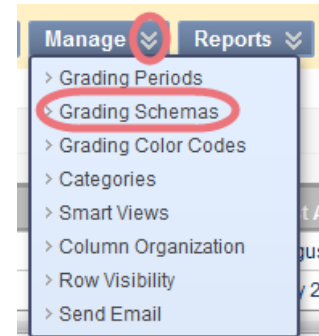 Manage Reports
> Grading Periods
> Grading Schemas
> Grading Color Codes
> Categories
> Smart Views
> Column Organization
> Row Visibility
> Send Email